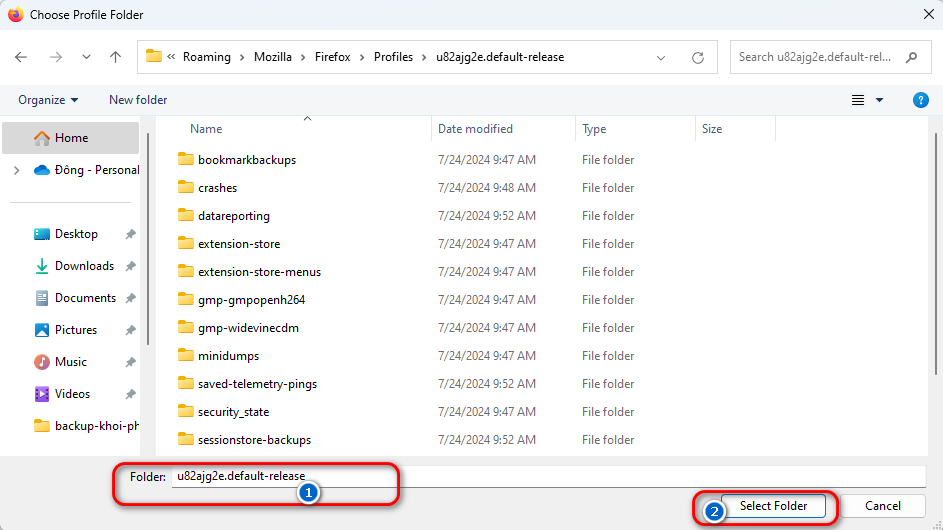 Choose Profile Folder
« Roaming > Mozilla > Firefox > Profiles > u82ajg2e.default-release
Search u82ajg2e.default-rel...
Organize New folder ?
Name Date modified Type Size
Home
Đông - Personal
Desktop
Downloads
Documents
Pictures
Music
Videos
backup-khoi-ph
bookmarkbackups 7/24/2024 9:47 AM File folder
crashes 7/24/2024 9:48 AM File folder
datareporting 7/24/2024 9:52 AM File folder
extension-store 7/24/2024 9:47 AM File folder
extension-store-menus 7/24/2024 9:47 AM File folder
gmp-gmpopenh264 7/24/2024 9:47 AM File folder
gmp-widevinecdm 7/24/2024 9:47 AM File folder
minidumps 7/24/2024 9:47 AM File folder
saved-telemetry-pings 7/24/2024 9:52 AM File folder
security_state 7/24/2024 9:47 AM File folder
sessionstore-backups 7/24/2024 9:52 AM File folder
Folder: u82ajg2e.default-release
1
2 Select Folder Cancel